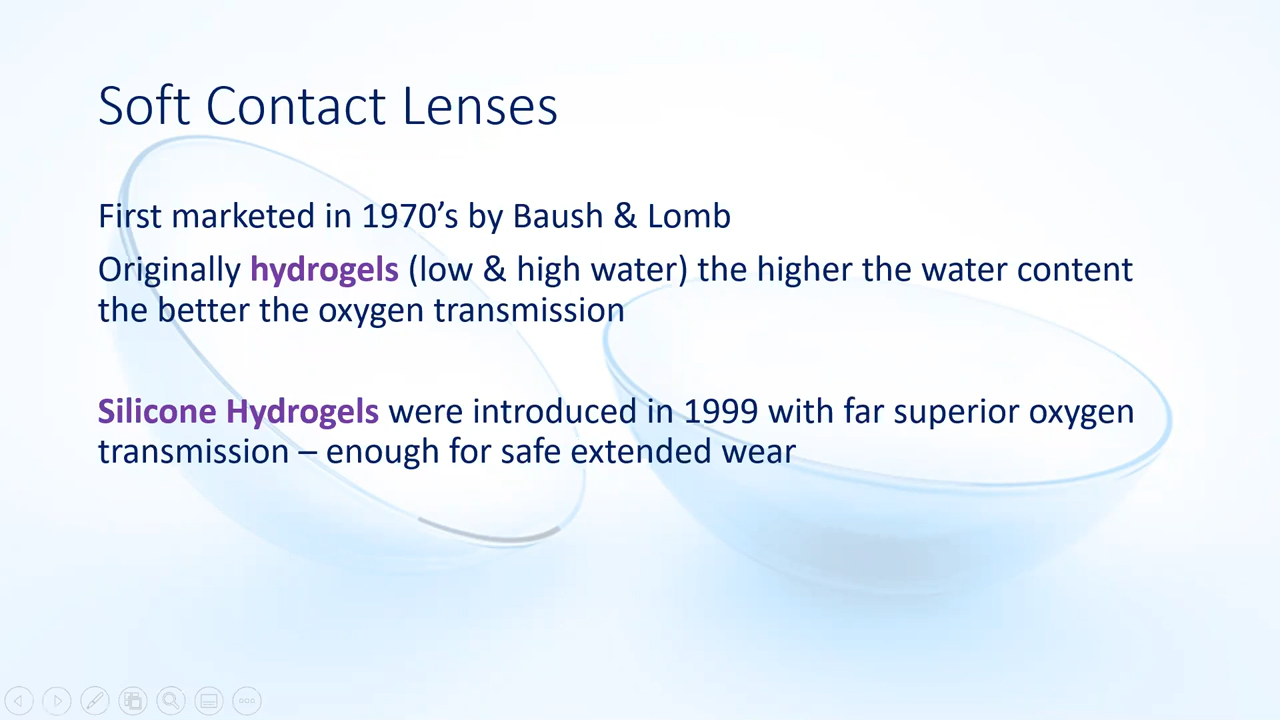 Soft Contact Lenses
First marketed in 1970’s by Baush & Lomb
Originally hydrogels (low & high water) the higher the water content
the better the oxygen transmission
Silicone Hydrogels were introduced in 1999 with far superior oxygen
transmission – enough for safe extended wear